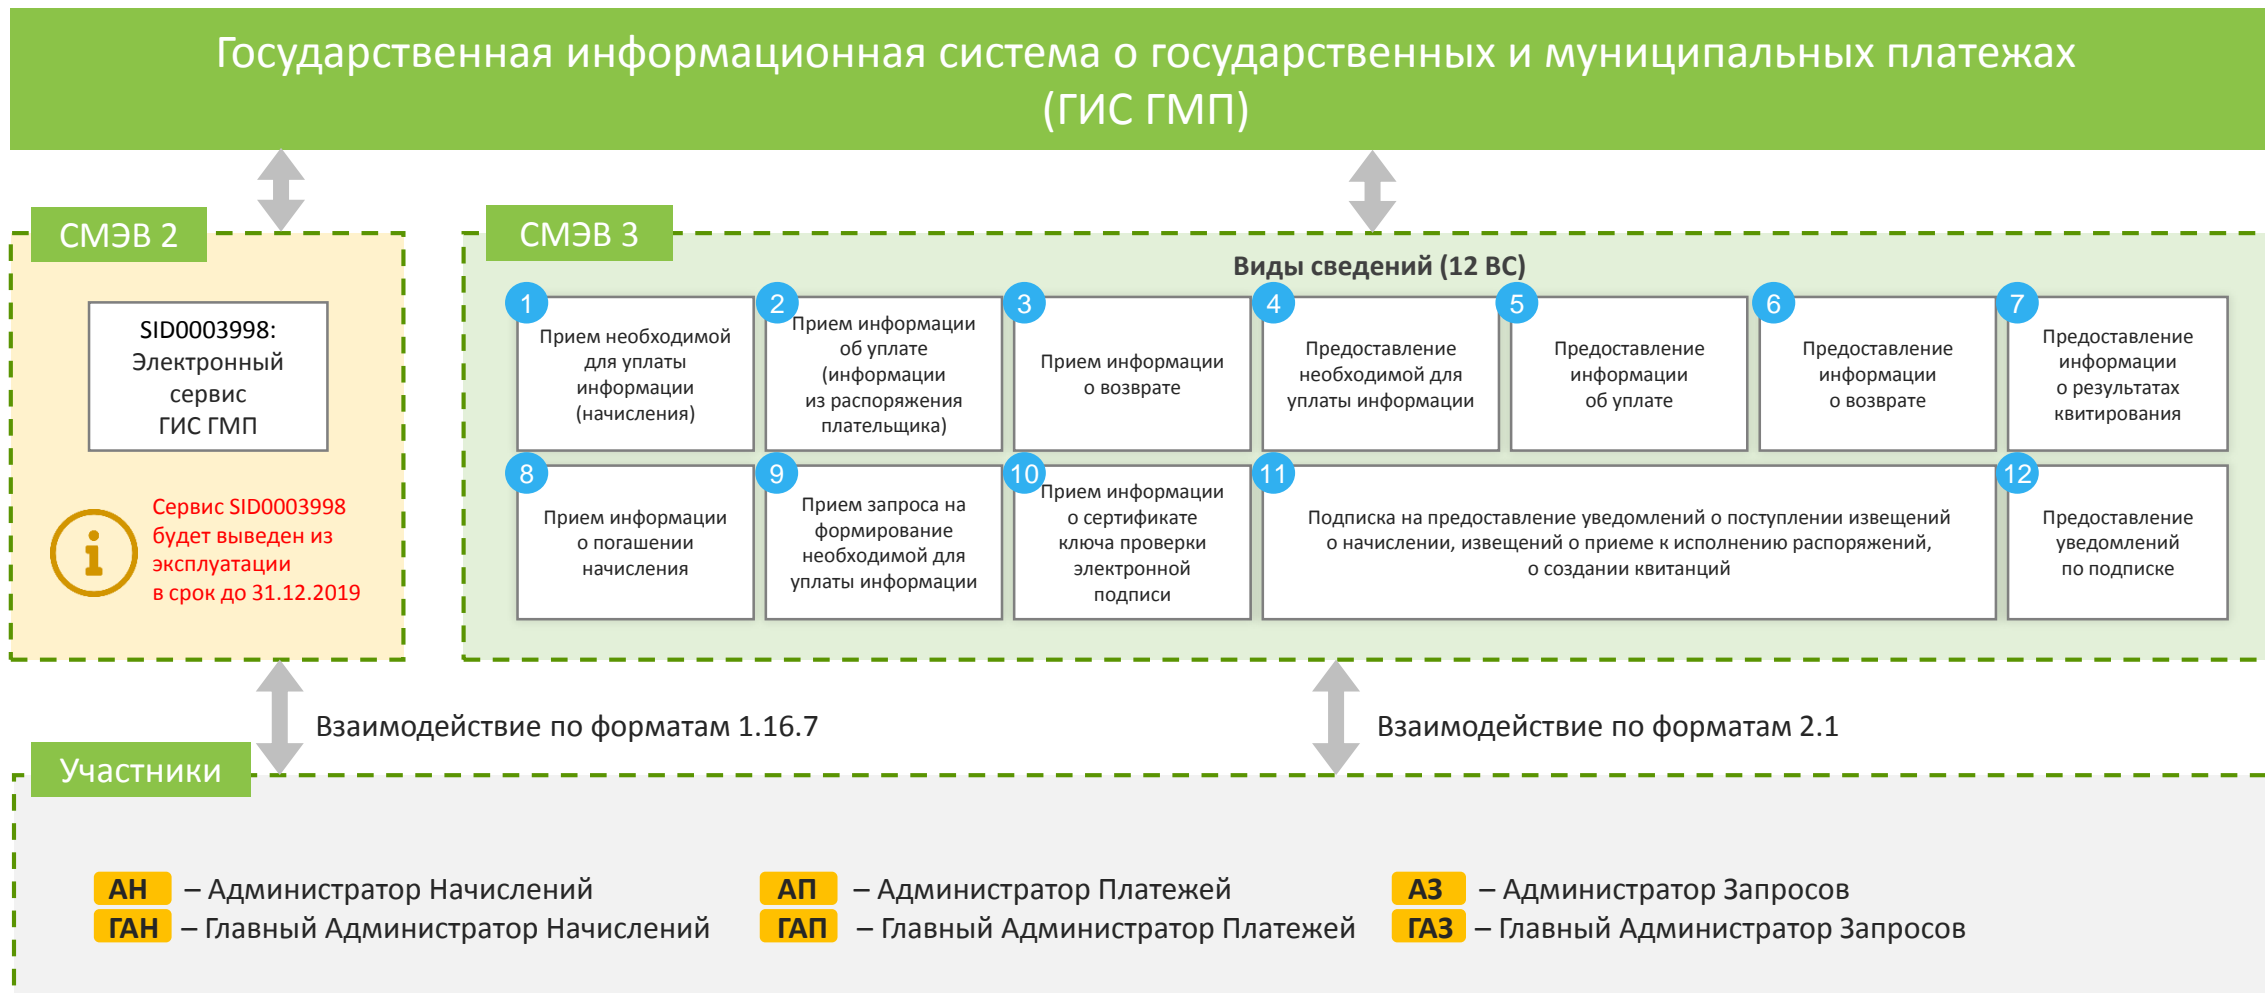 Государственная информационная система о государственных и муниципальных платежах
(ГИС ГМП)
СМЭВ 2
SID0003998:
Электронный
сервис
ГИС ГМП
Сервис SID0003998
будет выведен из
эксплуатации
в срок до 31.12.2019
СМЭВ 3
Виды сведений (12 ВС)
1
Прием необходимой
для уплаты
информации
(начисления)
2
Прием информации
об уплате
(информации
из распоряжения
плательщика)
3
Прием информации
о возврате
4
Предоставление
необходимой для
уплаты информации
5
Предоставление
информации
об уплате
6
Предоставление
информации
о возврате
7
Предоставление
информации
о результатах
квитирования
8
Прием информации
о погашении
начисления
9
Прием запроса на
формирование
необходимой для
уплаты информации
10
Прием информации
о сертификате
ключа проверки
электронной
подписи
11
Подписка на предоставление уведомлений о поступлении извещений
о начислении, извещений о приеме к исполнению распоряжений,
о создании квитанций
12
Предоставление
уведомлений
по подписке
Взаимодействие по форматам 1.16.7
Взаимодействие по форматам 2.1
Участники
АН – Администратор Начислений
ГАН – Главный Администратор Начислений
АП – Администратор Платежей
ГАП – Главный Администратор Платежей
АЗ – Администратор Запросов
ГАЗ – Главный Администратор Запросов